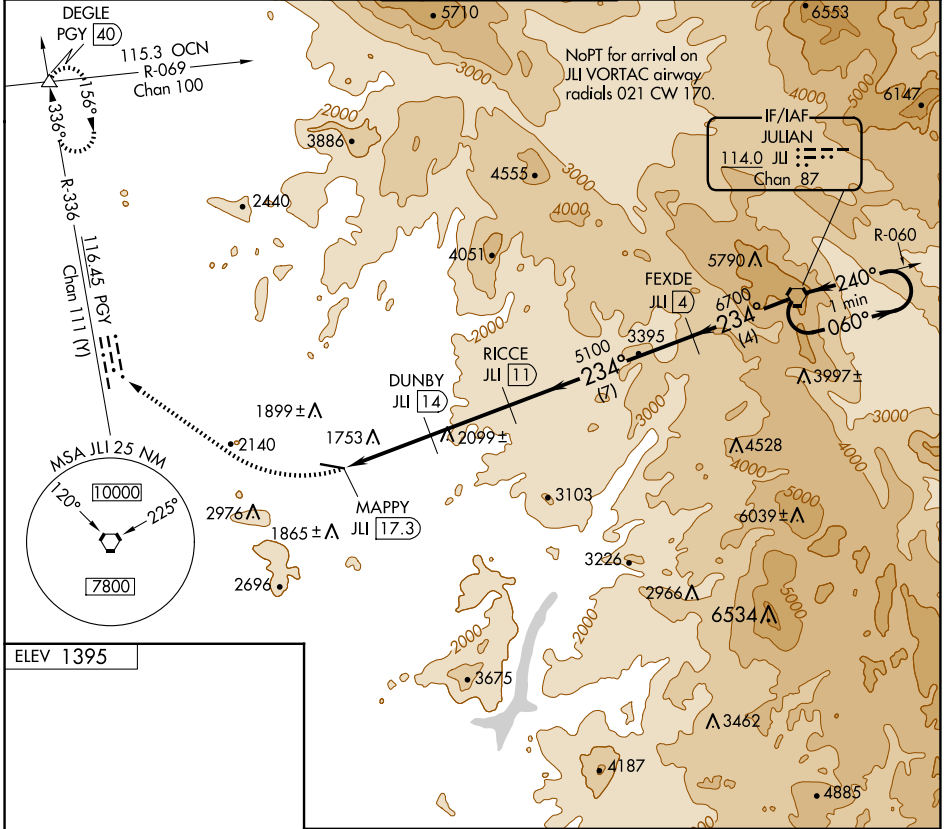 DEGLE
PGY 40
115.3 OCN
R-069
Chan 100
156°
336°
R-336
116.45 PGY
Chan 111 (Y)
5710
6553
NoPT for arrival on
JLI VORTAC airway
radials 021 CW 170.
3000
2000
3886
2440
4555
3000
4000
4051
4000
5000
6147
IF/IAF
JULIAN
114.0 JLI
Chan 87
R-060
5790
240°
1 min
060°
FEXDE
JLI 4
6700
234°
(4)
3395
5100
234°
(7)
2000
RICCE
JLI 11
DUNBY
JLI 14
3997±
3000
3000
1899±
1753
2099±
2140
4528
4000
MAPPY
JLI 17.3
3103
2976
1865±
5000
6039±
2696
3226
2966
6534
5000
2000
2000
3675
3462
4187
4885
MSA JLI 25 NM
120°
10000
225°
7800
ELEV 1395